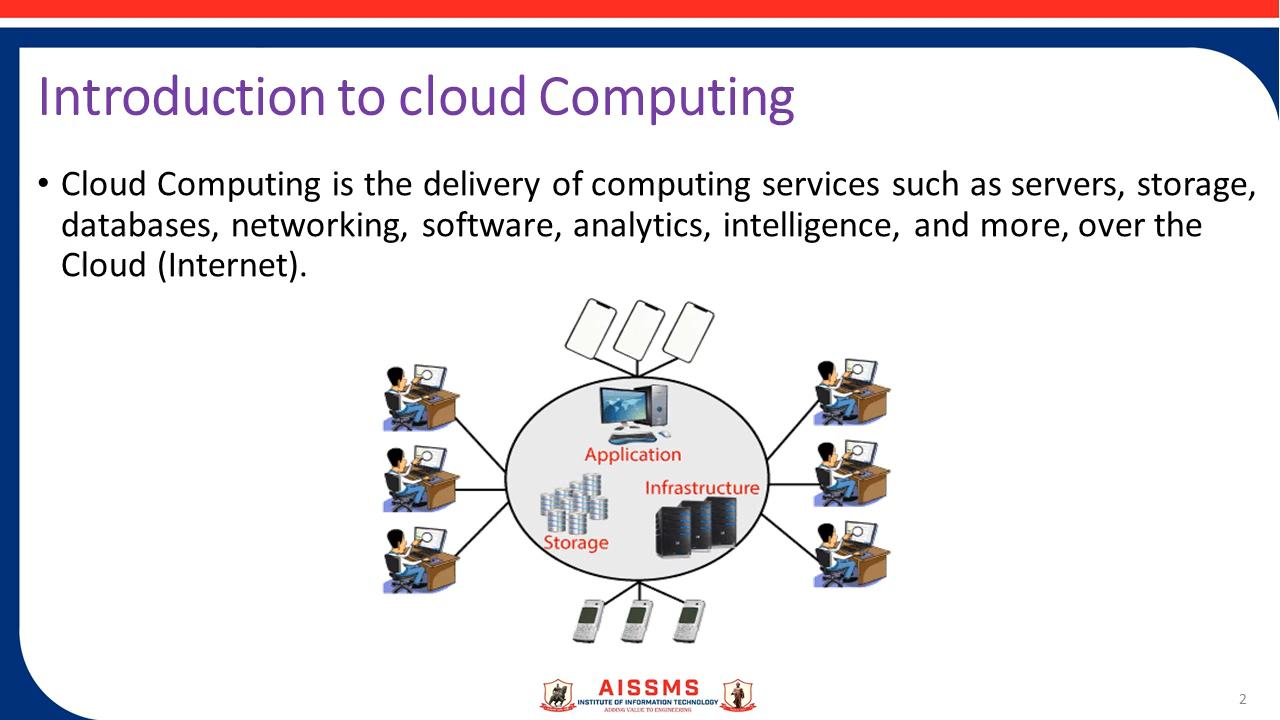 Introduction to cloud Computing
• Cloud Computing is the delivery of computing services such as servers, storage,
databases, networking, software, analytics, intelligence, and more, over the
Cloud (Internet).
Application
Infrastructure
Storage
AISSMS
INSTITUTE OF INFORMATION TECHNOLOGY
ADDING VALUE TO ENGINEERING
2